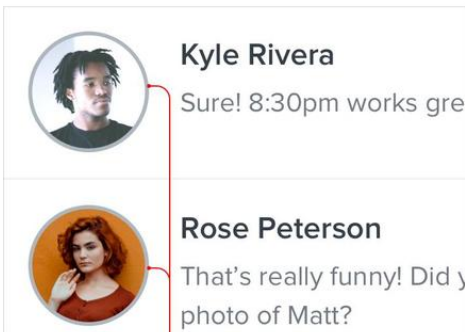 Kyle Rivera
Sure! 8:30pm works
Rose Peterson
That's really funny! Did
photo of Matt?